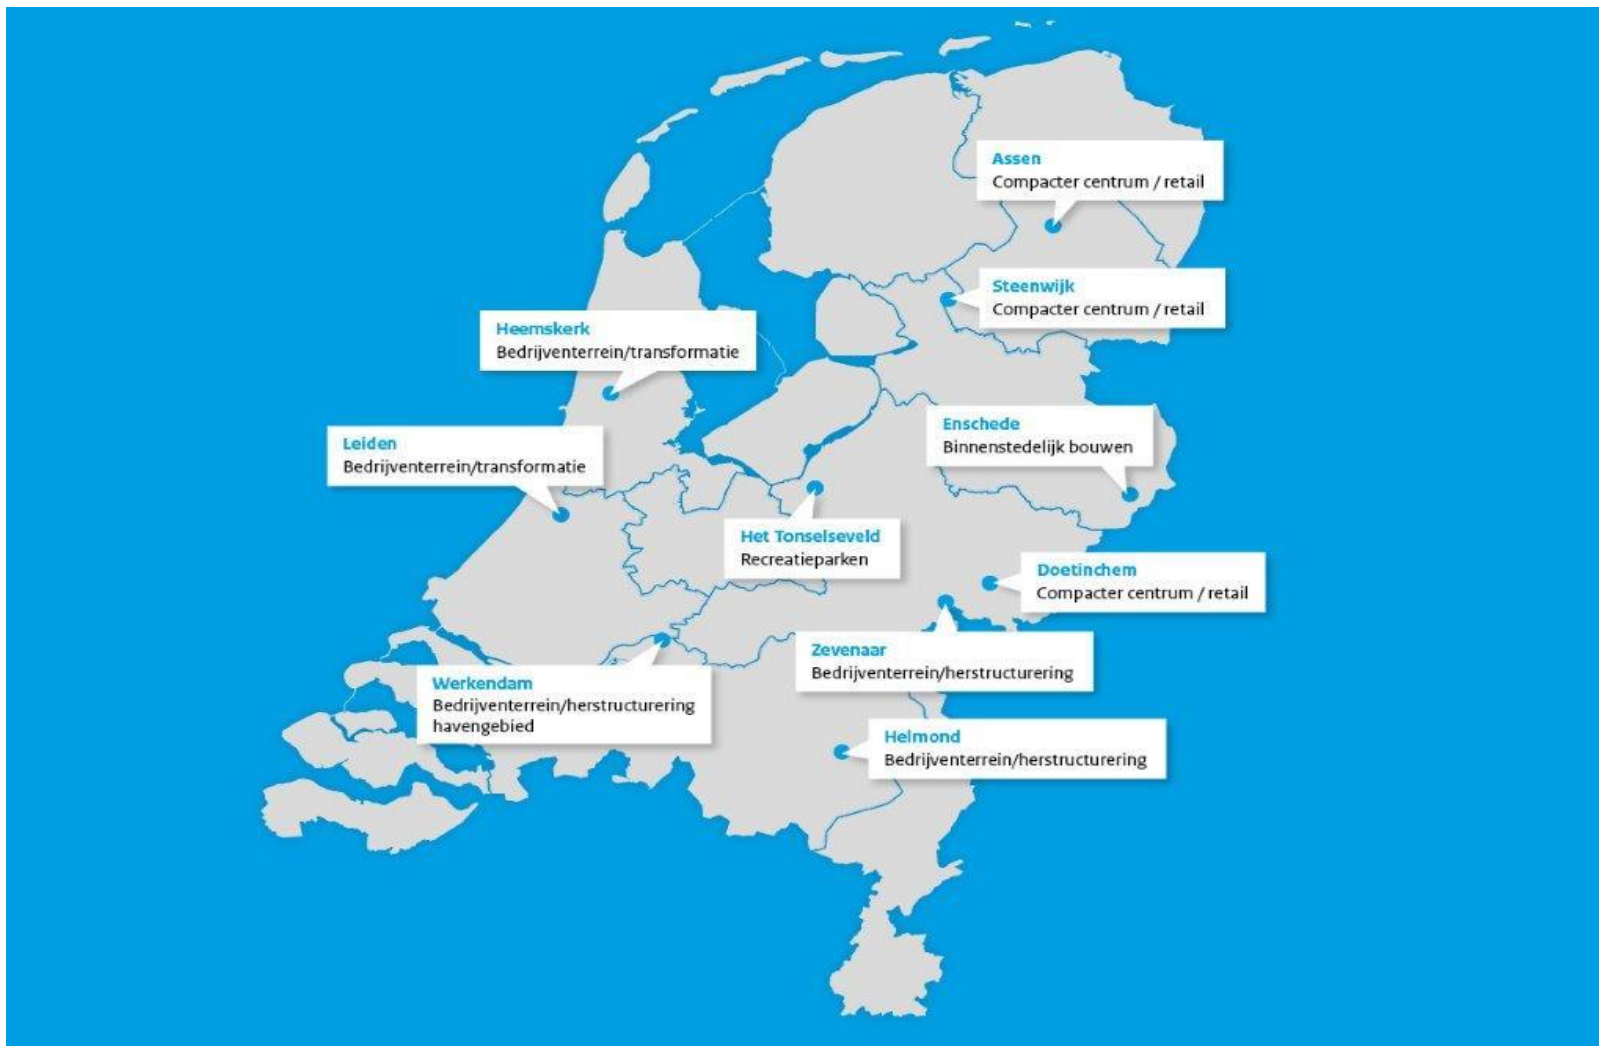 Assen
Compacter centrum / retail
Steenwijk
Compacter centrum / retail
Heemskerk
Bedrijventerrein/transformatie
Enschede
Binnenstedelijk bouwen
Leiden
Bedrijventerrein/transformatie
Het Tonselseveld
Recreatieparken
Doetinchem
Compacter centrum / retail
Zevenaar
Bedrijventerrein/herstructurering
Werkendam
Bedrijventerrein/herstructurering
havengebied
Helmond
Bedrijventerrein/herstructurering